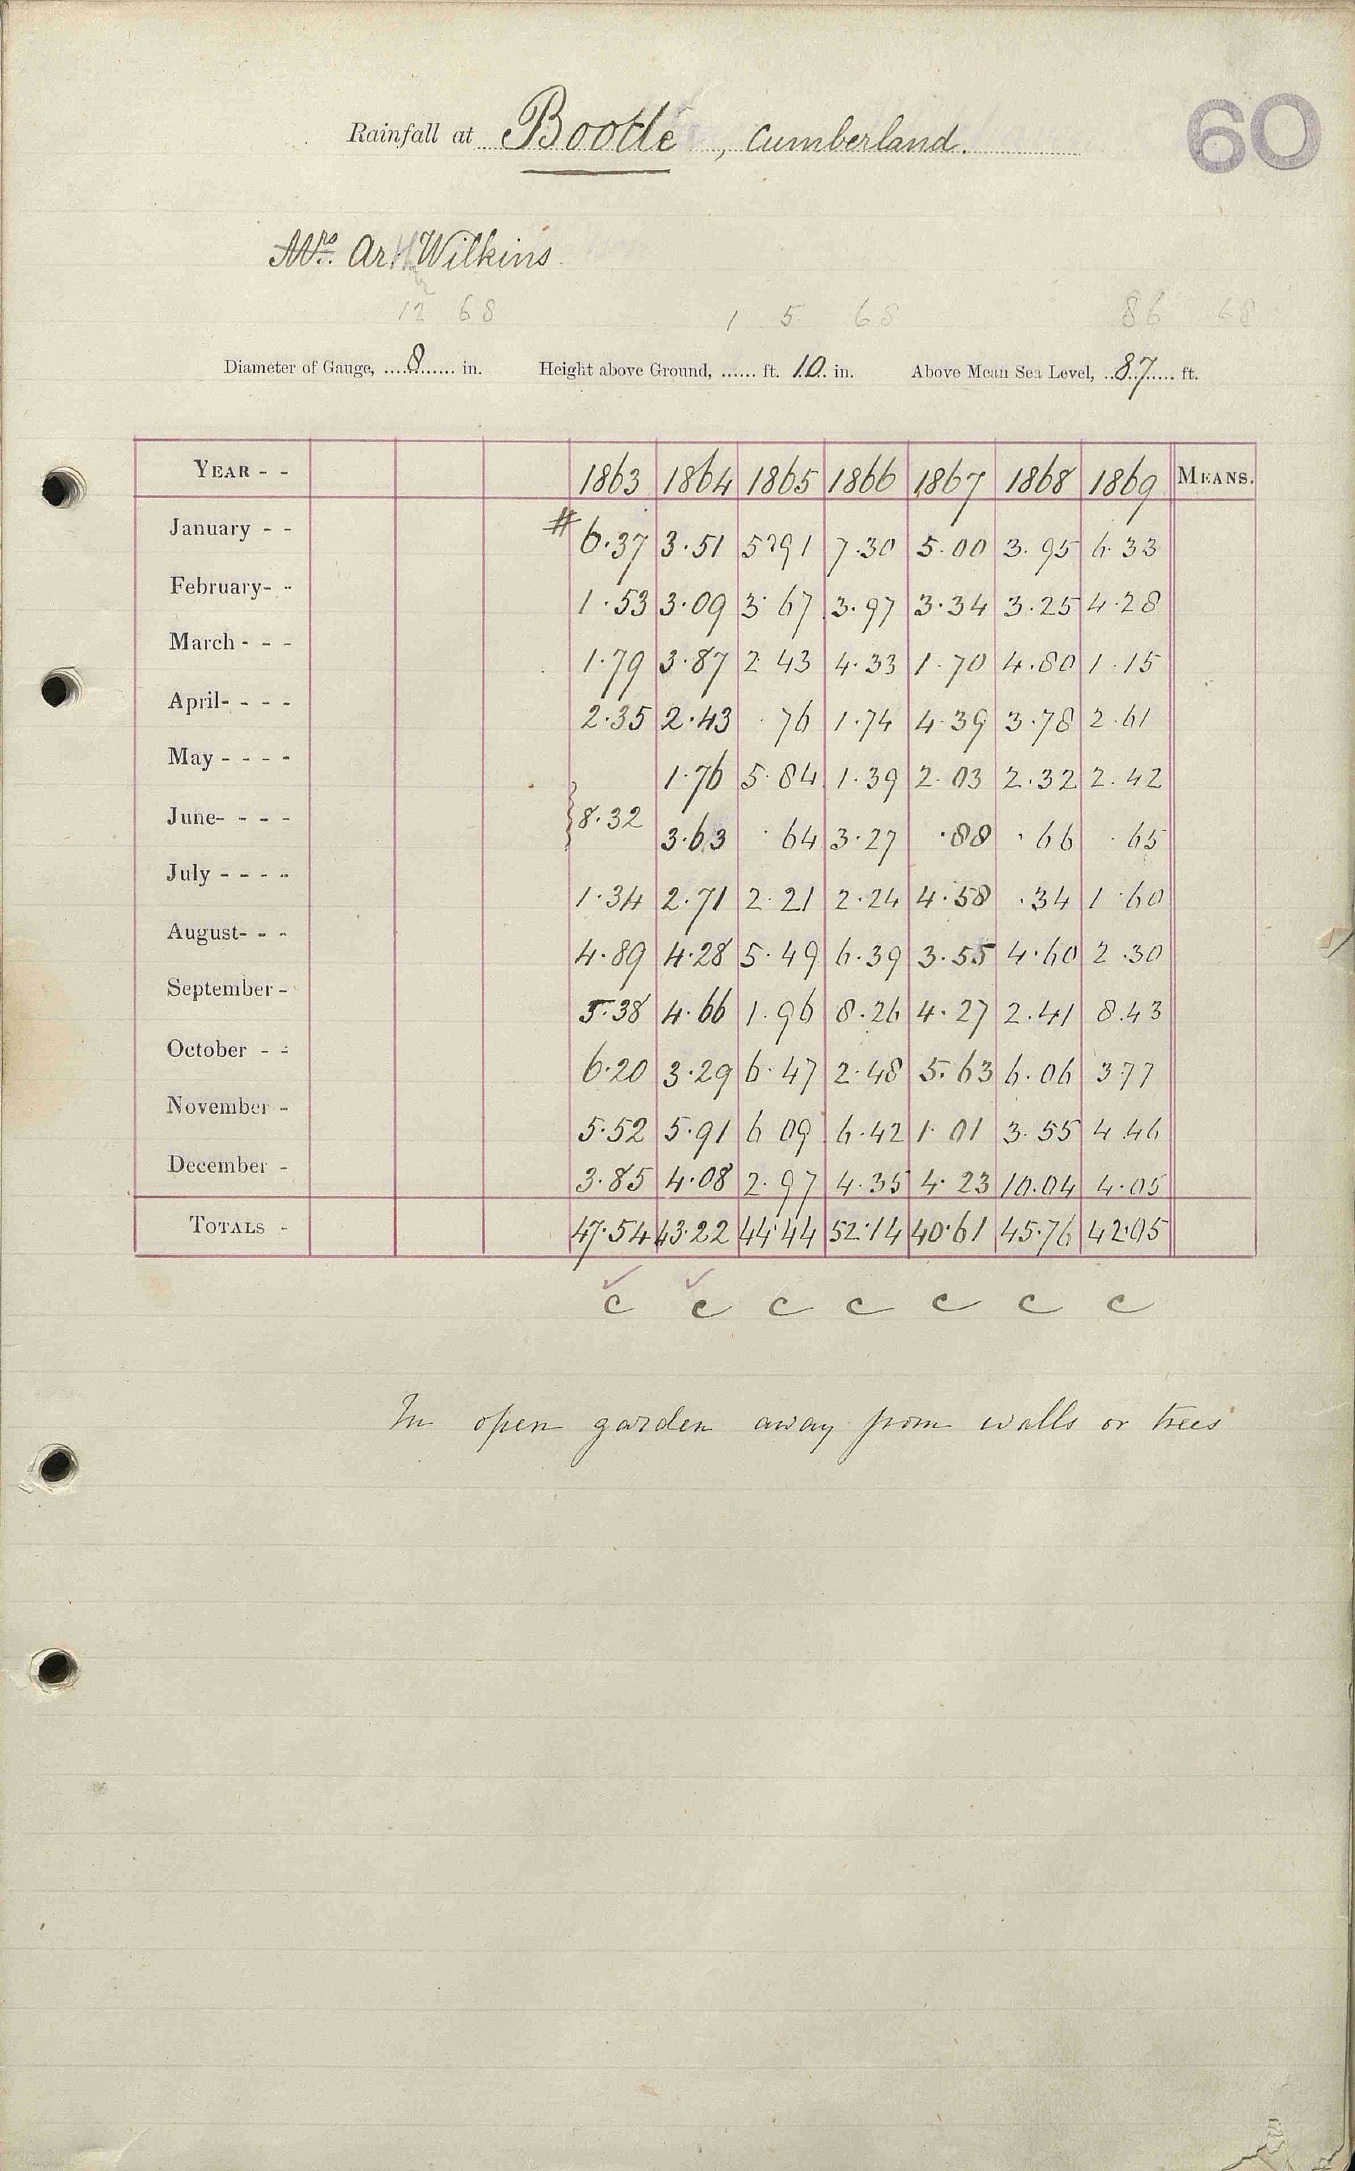 60
Rainfall at Bootle, Cumberland.
Mrs. Arth Wilkins
12 68 1 5 68 86 68
Diameter of Gauge, 8 in. Height above Ground, ...... ft. 10 in. Above Mean Sea Level, 87 ft.
YEAR - - 1863 1864 1865 1866 1867 1868 1869 MEANS.
January - - # 6.37 3.51 5?91 7.30 5.00 3.95 6.33
February- - 1.53 3.09 3.67 3.97 3.34 3.25 4.28
March - - - 1.79 3.87 2.43 4.33 1.70 4.80 1.15
April- - - - 2.35 2.43 .76 1.74 4.39 3.78 2.61
May - - - - 1.76 5.84 1.39 2.03 2.32 2.42
June- - - - } 8.32 3.63 .64 3.27 .88 .66 .65
July - - - - 1.34 2.71 2.21 2.24 4.58 .34 1.60
August- - - 4.89 4.28 5.49 6.39 3.55 4.60 2.30
September - 5.38 4.66 1.96 8.26 4.27 2.41 8.43
October - - 6.20 3.29 6.47 2.48 5.63 6.06 3.77
November - 5.52 5.91 6 09 6.42 1.01 3.55 4.46
December - 3.85 4.08 2.97 4.35 4.23 10.04 4.05
TOTALS - 47.54 43.22 44.44 52.14 40.61 45.76 42.05
c c c c c c c
In open garden away from walls or trees